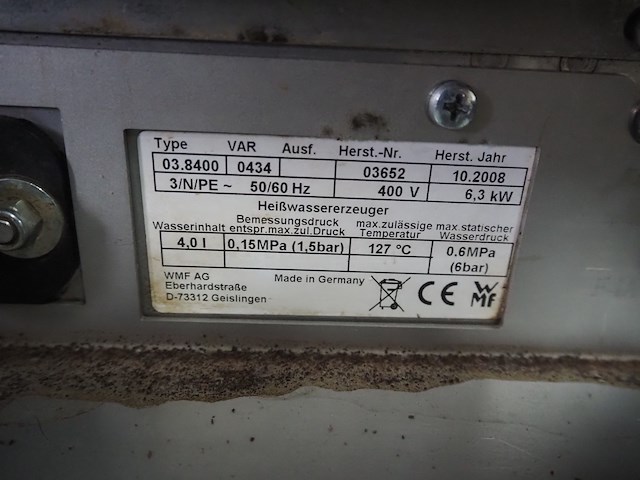 Type VAR Ausf. Herst.-Nr. Herst. Jahr
03.8400 0434 03652 10.2008
3/N/PE ~ 50/60 Hz 400 V 6,3 kW
Heißwassererzeuger
Wasserinhalt Bemessungsdruck entspr.max.zul.Druck max.zulässige Temperatur max.statischer Wasserdruck
4,0 l 0,15MPa (1,5bar) 127 °C 0.6MPa (6bar)
WMF AG
Eberhardstraße
D-73312 Geislingen
Made in Germany
CE
WMF